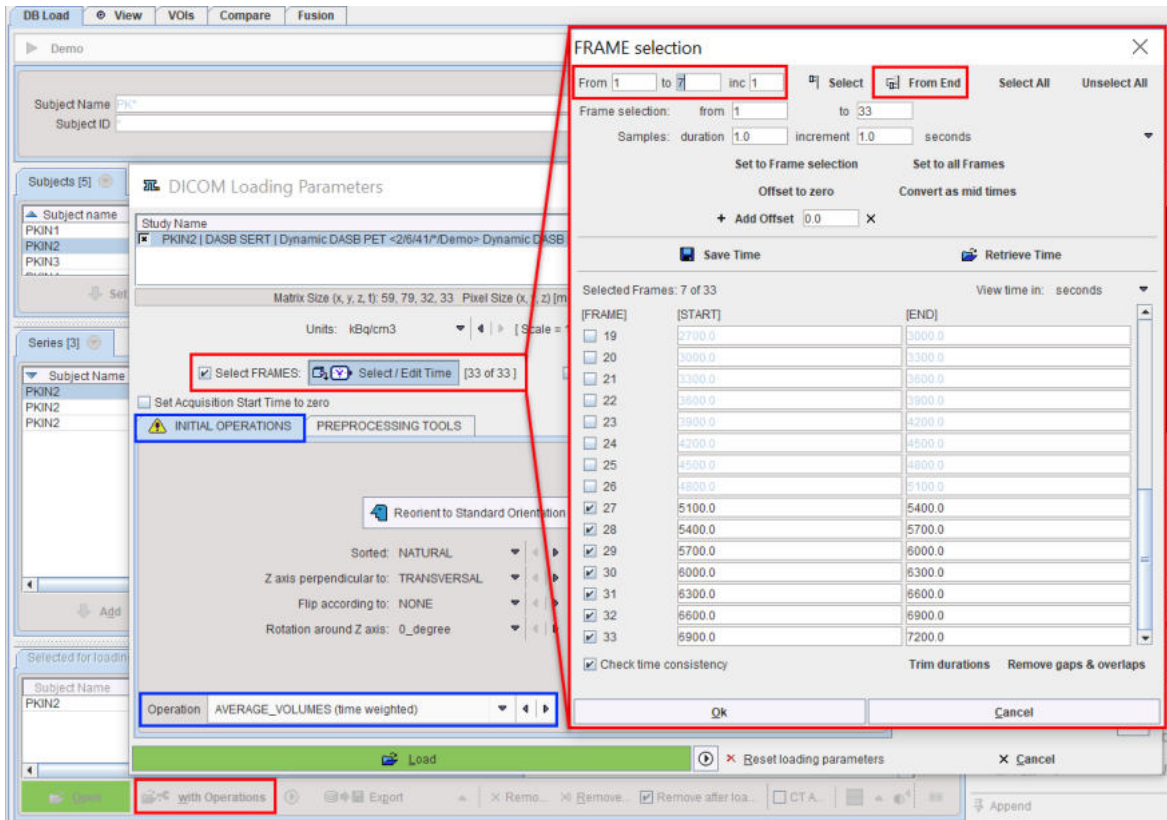 DB Load View VOIs Compare Fusion
Demo
Subject Name PK*
Subject ID *
Subjects [5]
Subject name
PKIN1
PKIN2
PKIN3
Set
Series [3]
Subject Name
PKIN2
PKIN2
PKIN2
Add
Selected for loadin
Subject Name
PKIN2
Open with Operations Export Remo... Remove... Remove after loa... CT A... Append
DICOM Loading Parameters
Study Name
PKIN2 | DASB SERT | Dynamic DASB PET <2/6/41/*/Demo> Dynamic DASB
Matrix Size (x, y, z, t): 59, 79, 32, 33 Pixel Size (x, y, z) [m
Units: kBq/cm3 [ Scale = 1
Select FRAMES: Select / Edit Time [33 of 33 ]
Set Acquisition Start Time to zero
INITIAL OPERATIONS PREPROCESSING TOOLS
Reorient to Standard Orientation
Sorted: NATURAL
Z axis perpendicular to: TRANSVERSAL
Flip according to: NONE
Rotation around Z axis: 0_degree
Operation AVERAGE_VOLUMES (time weighted)
Load Reset loading parameters Cancel
FRAME selection
From 1 to 7 inc 1 Select From End Select All Unselect All
Frame selection: from 1 to 33
Samples: duration 1.0 increment 1.0 seconds
Set to Frame selection Set to all Frames
Offset to zero Convert as mid times
+ Add Offset 0.0
Save Time Retrieve Time
Selected Frames: 7 of 33 View time in: seconds
[FRAME] [START] [END]
19 2700.0 3000.0
20 3000.0 3300.0
21 3300.0 3600.0
22 3600.0 3900.0
23 3900.0 4200.0
24 4200.0 4500.0
25 4500.0 4800.0
26 4800.0 5100.0
27 5100.0 5400.0
28 5400.0 5700.0
29 5700.0 6000.0
30 6000.0 6300.0
31 6300.0 6600.0
32 6600.0 6900.0
33 6900.0 7200.0
Check time consistency Trim durations Remove gaps & overlaps
Ok Cancel